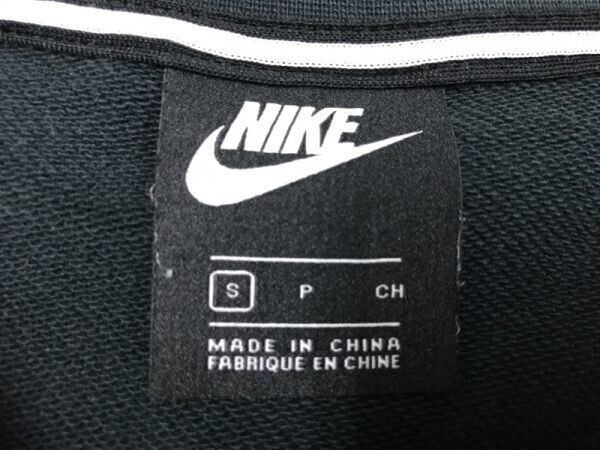 NIKE
S P CH
MADE IN CHINA
FABRIQUE EN CHINE